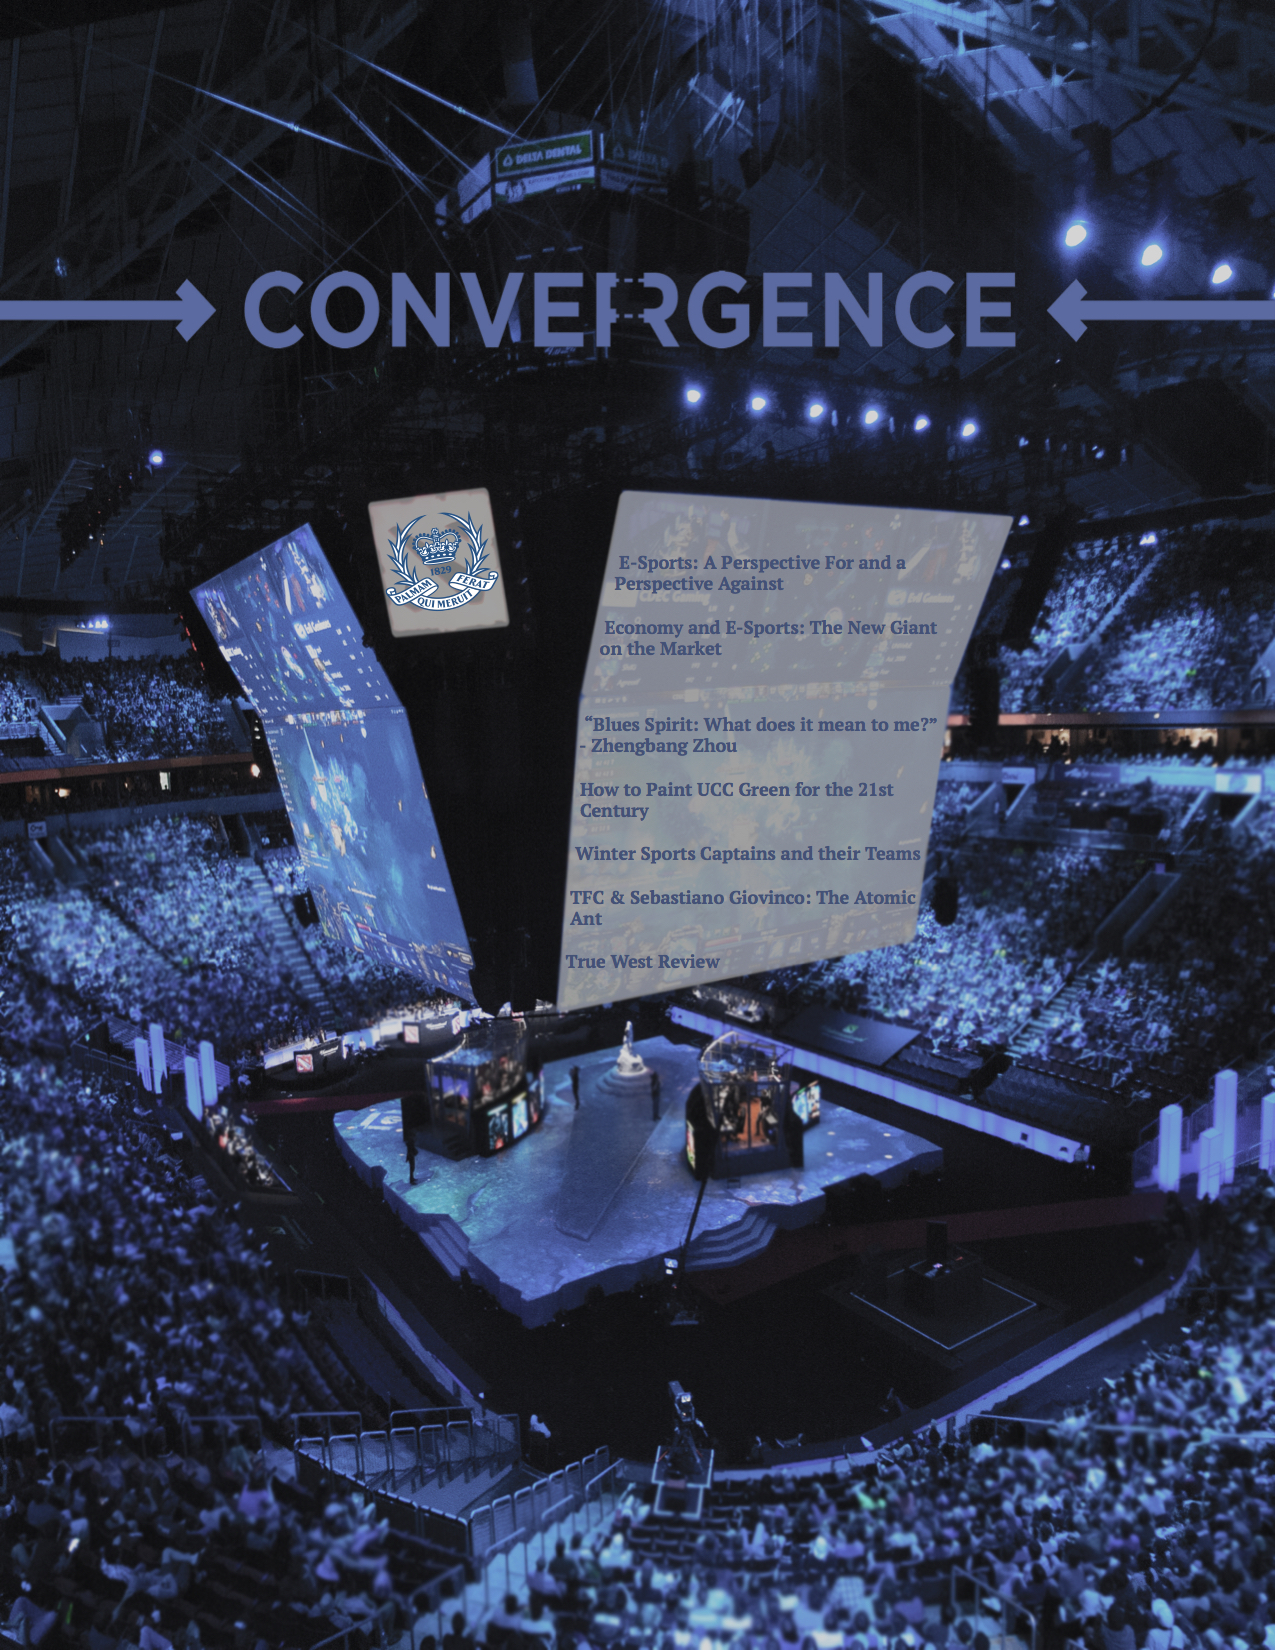 DELTA DENTAL
CONVERGENCE
1829
PALMAM
QUI MERUIT
FERAT
E-Sports: A Perspective For and a
Perspective Against
Economy and E-Sports: The New Giant
on the Market
“Blues Spirit: What does it mean to me?”
- Zhengbang Zhou
How to Paint UCC Green for the 21st
Century
Winter Sports Captains and their Teams
TFC & Sebastiano Giovinco: The Atomic
Ant
True West Review